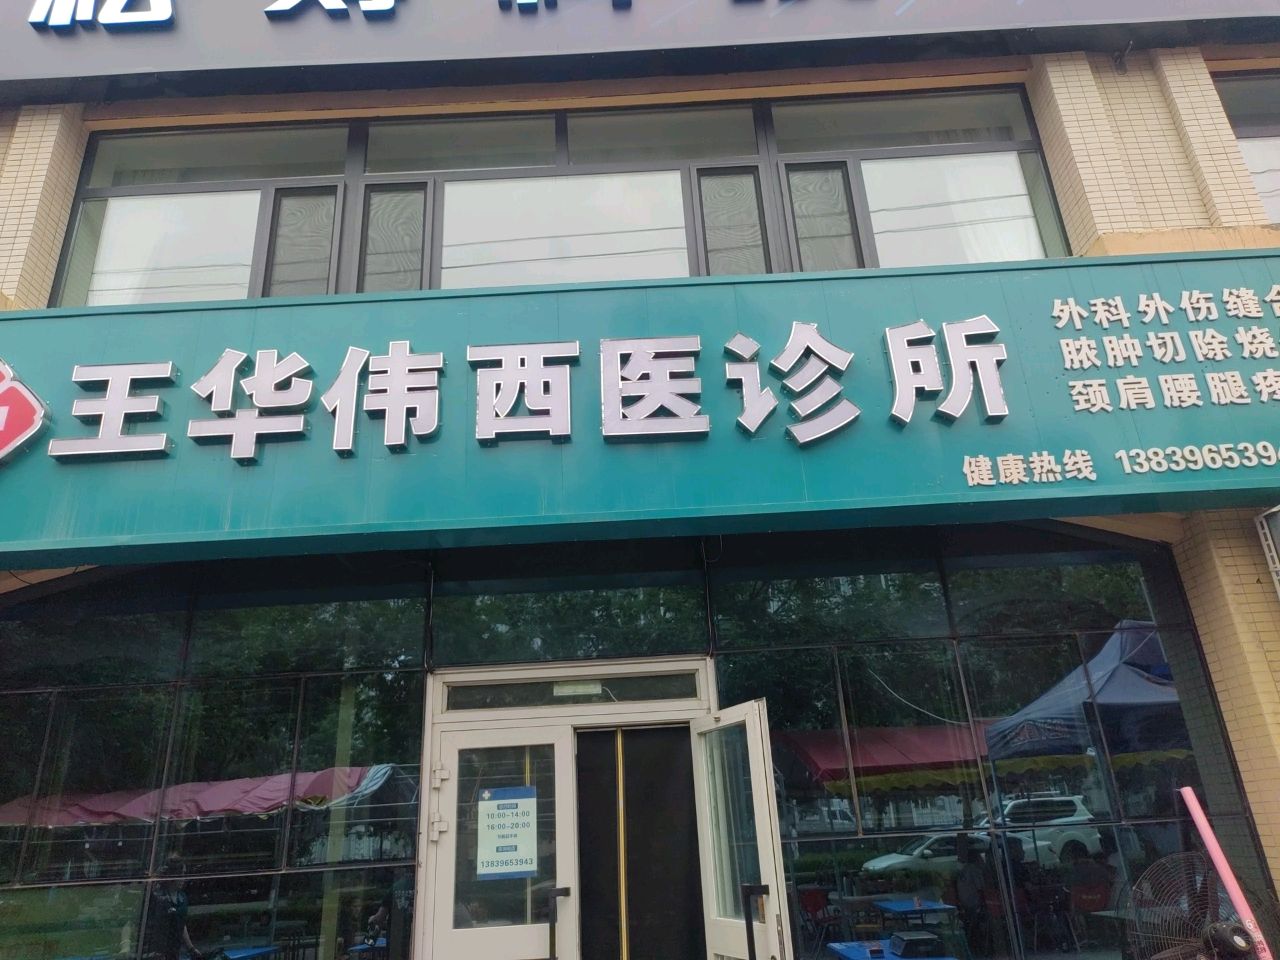 王华伟西医诊所
外科外伤缝合
脓肿切除烧
颈肩腰腿疼
健康热线 1383965394
10:00-14:00
16:00-20:00
13839653943